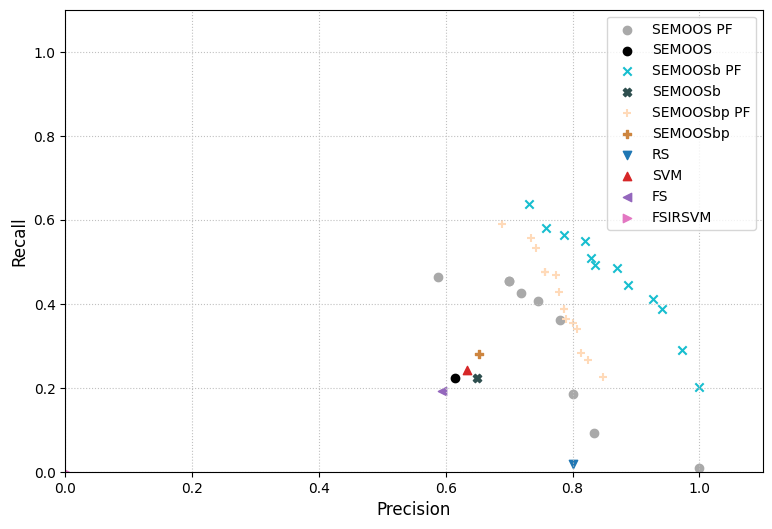 SEMOOS PF
SEMOOS
SEMOOSb PF
SEMOOSb
SEMOOSbp PF
SEMOOSbp
RS
SVM
FS
FSIRSVM
1.0
0.8
0.6
0.4
0.2
0.0
Recall
0.0 0.2 0.4 0.6 0.8 1.0
Precision